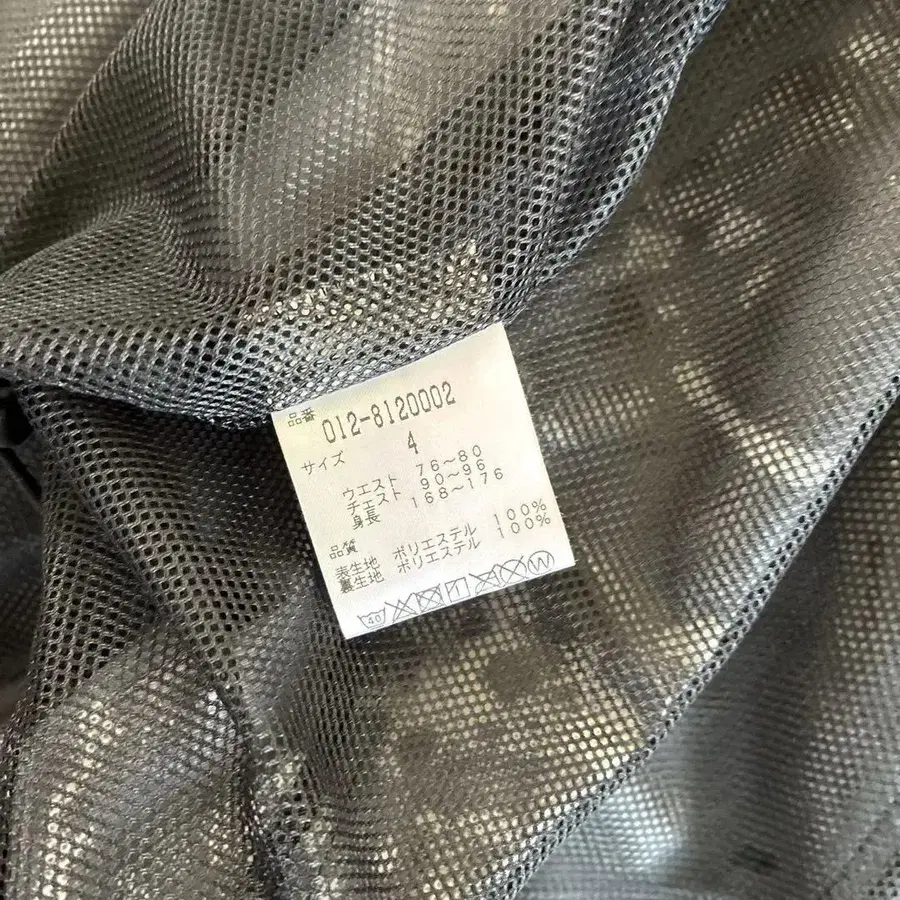 品番 012-8120002
サイズ 4
ウエスト 76～80
チェスト 90～96
身長 168～176
品質
表生地 ポリエステル 100%
裏生地 ポリエステル 100%
40 W